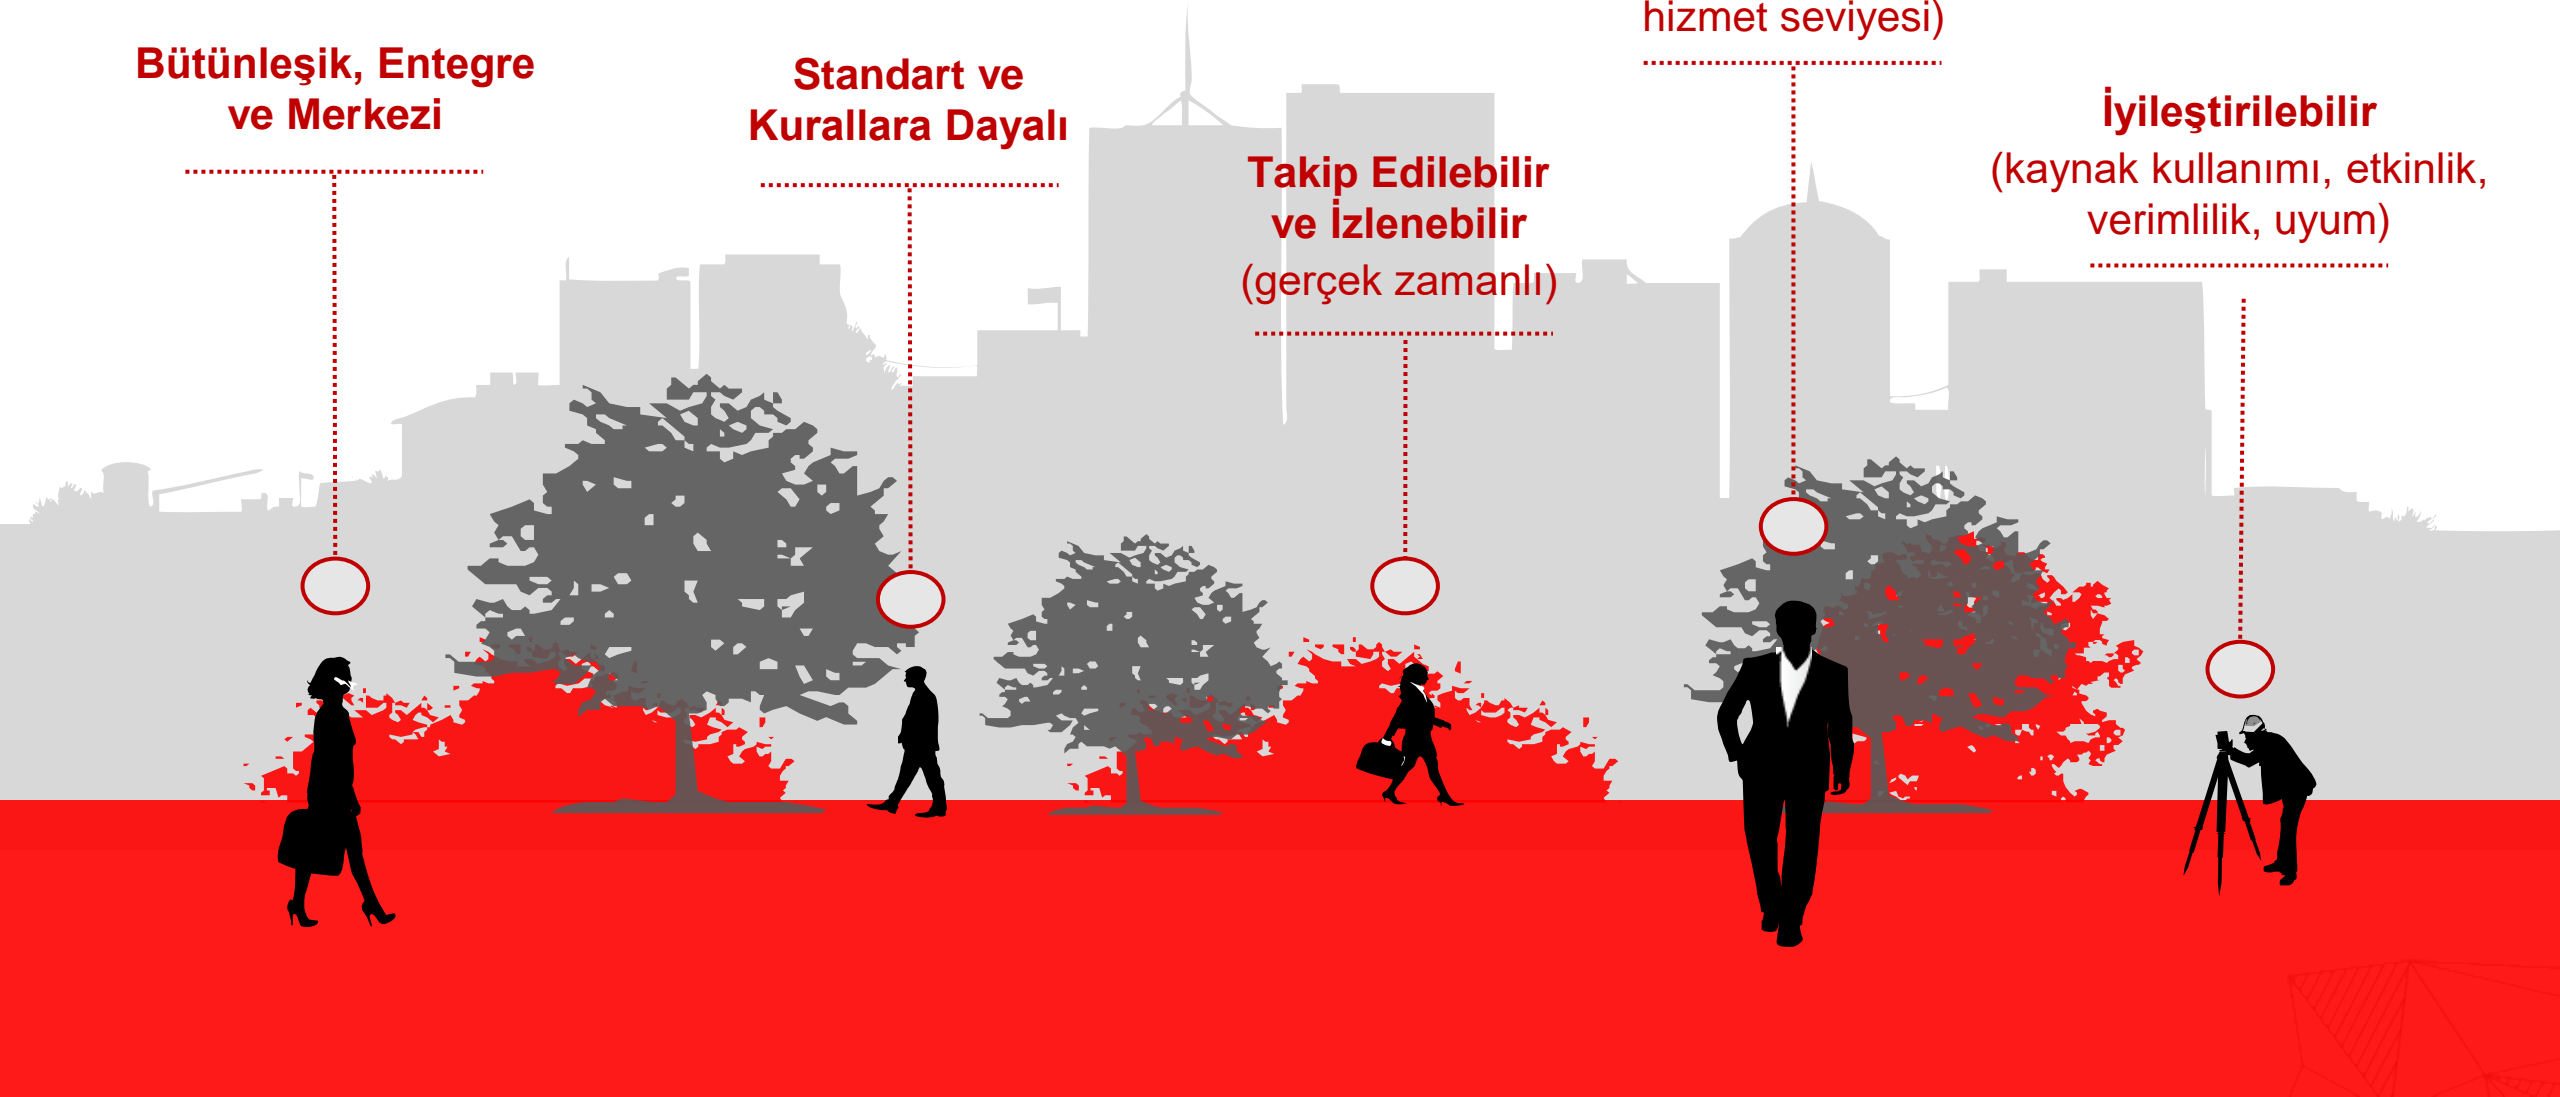 Bütünleşik, Entegre
ve Merkezi
Standart ve
Kurallara Dayalı
Takip Edilebilir
ve İzlenebilir
(gerçek zamanlı)
hizmet seviyesi)
İyileştirilebilir
(kaynak kullanımı, etkinlik,
verimlilik, uyum)